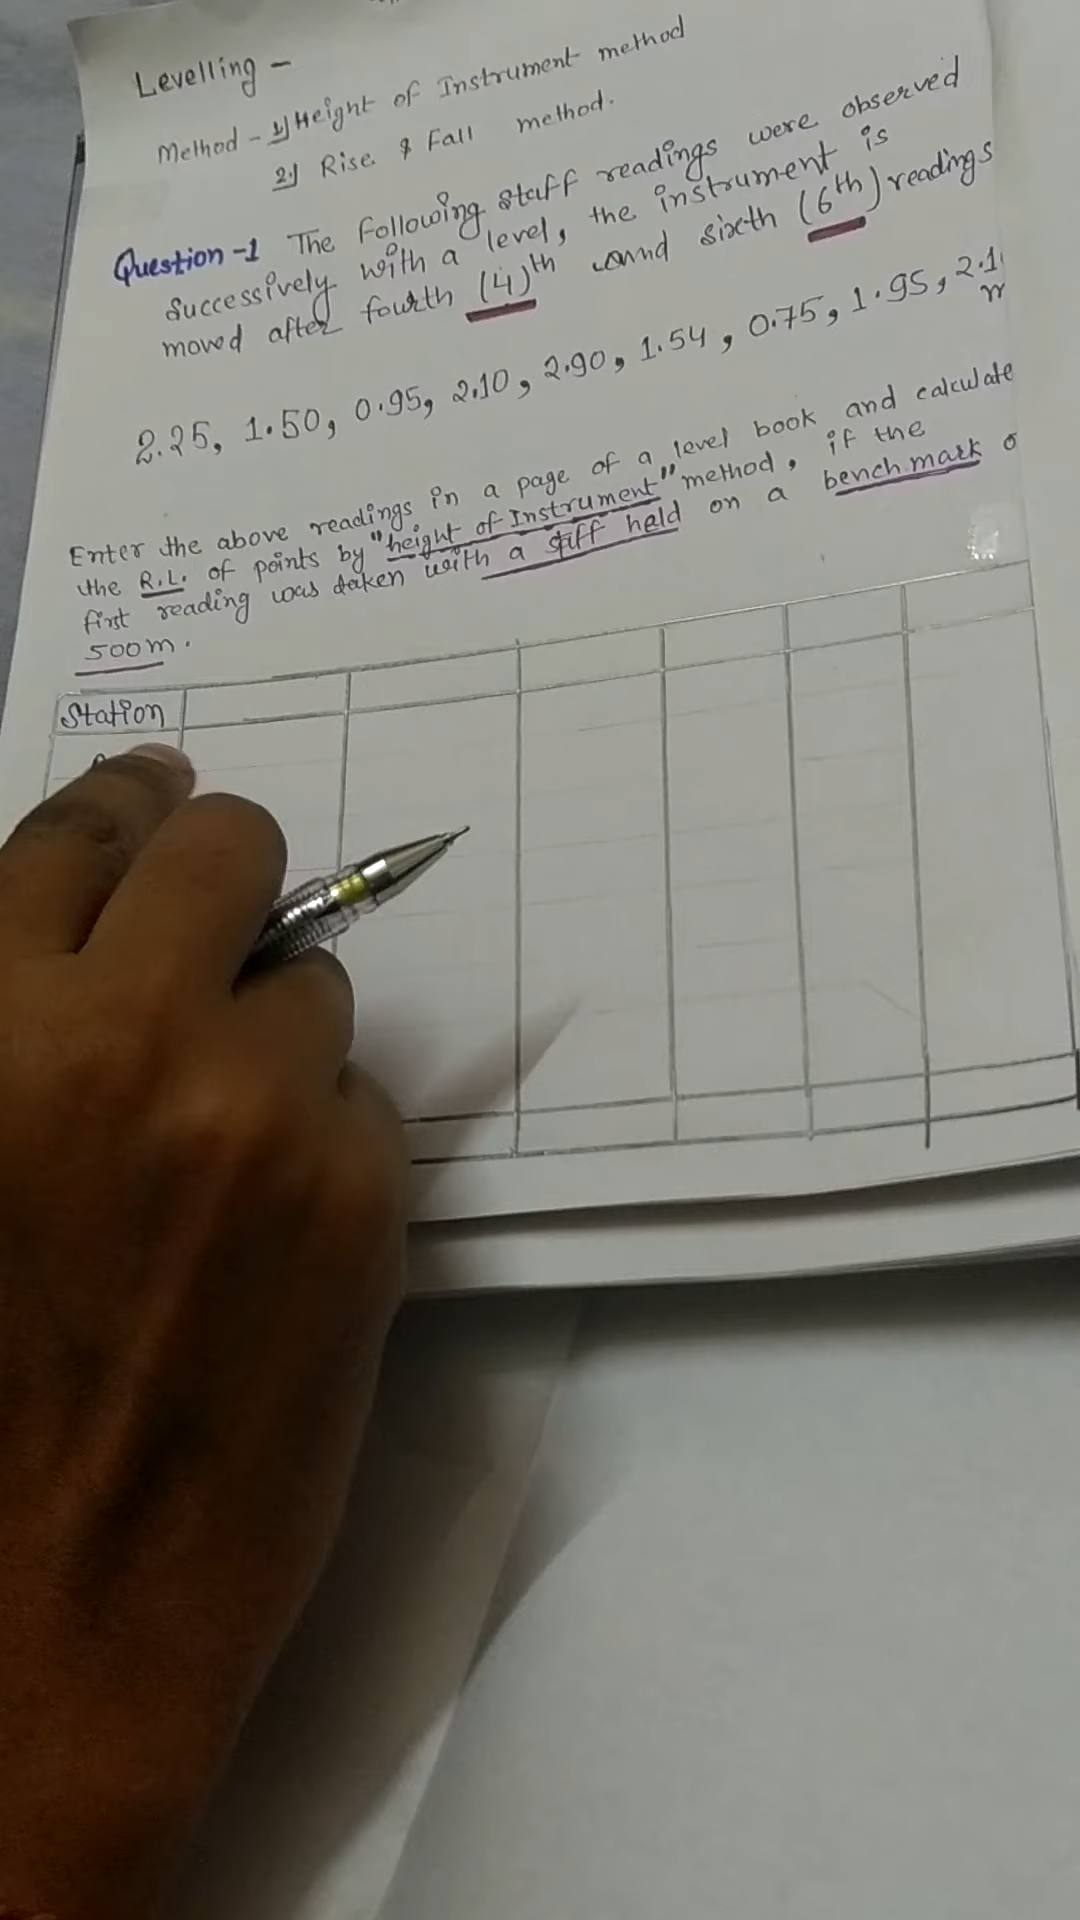 Levelling -
Method - 1) Height of Instrument method
2) Rise & Fall method.
Question-1 The following staff readings were observed
successively with a level, the instrument is
moved after fourth (4)th and sixth (6th) readings
2.25, 1.50, 0.95, 2.10, 2.90, 1.54, 0.75, 1.95, 2.1
m
Enter the above readings in a page of a level book and calculate
the R.L. of points by "height of Instrument" method, if the
first reading was taken with a staff held on a bench mark o
500m.
Station